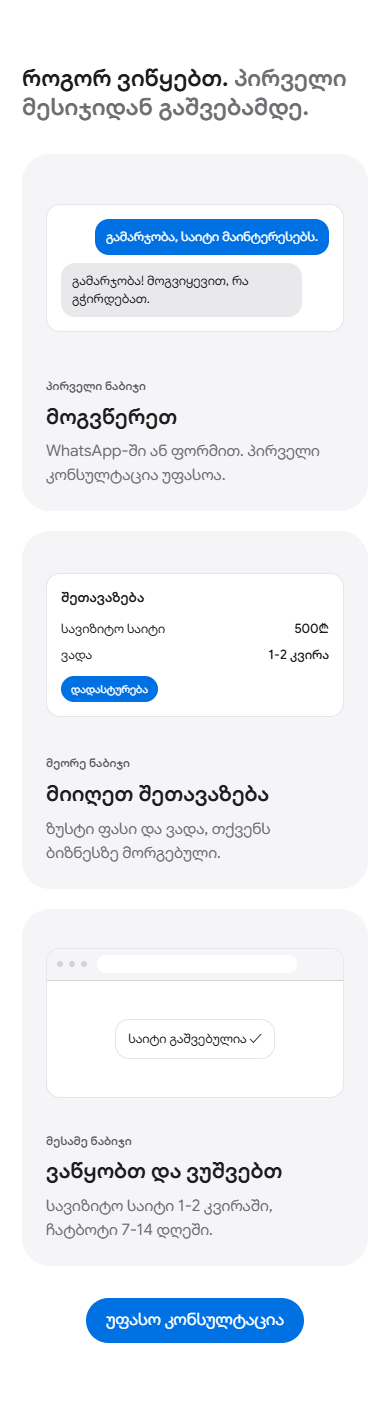 როგორ ვიწყებთ. პირველი
მესიჯიდან გაშვებამდე.
გამარჯობა, საიტი მაინტერესებს.
გამარჯობა! მოგვიყევით, რა
გჭირდებათ.
პირველი ნაბიჯი
მოგვწერეთ
WhatsApp-ში ან ფორმით. პირველი
კონსულტაცია უფასოა.
შეთავაზება
სავიზიტო საიტი 500₾
ვადა 1-2 კვირა
დადასტურება
მეორე ნაბიჯი
მიიღეთ შეთავაზება
ზუსტი ფასი და ვადა, თქვენს
ბიზნესზე მორგებული.
საიტი გაშვებულია ✓
მესამე ნაბიჯი
ვაწყობთ და ვუშვებთ
სავიზიტო საიტი 1-2 კვირაში,
ჩატბოტი 7-14 დღეში.
უფასო კონსულტაცია